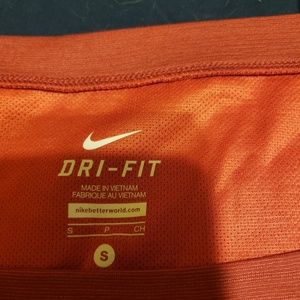 DRI-FIT
MADE IN VIETNAM
FABRIQUÉ AU VIETNAM
nikebetterworld.com
S P CH
S